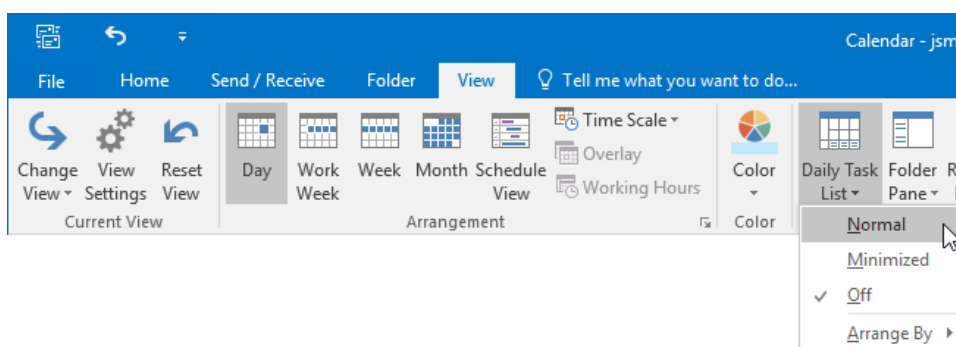 Calendar - jsm
File Home Send / Receive Folder View Tell me what you want to do...
Change View
View Settings
Reset View
Day
Work Week
Week
Month
Schedule View
Time Scale
Overlay
Working Hours
Color
Daily Task List
Folder Pane
R
Current View
Arrangement
Color
Normal
Minimized
Off
Arrange By